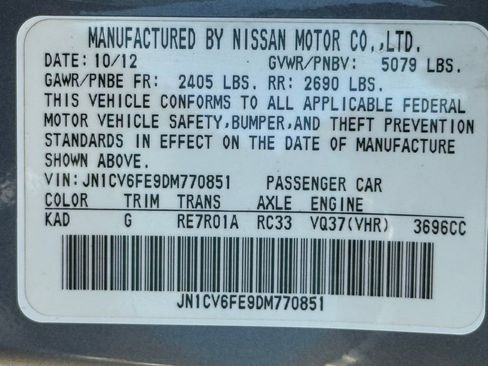 MANUFACTURED BY NISSAN MOTOR CO.,LTD.
DATE: 10/12 GVWR/PNBV: 5079 LBS.
GAWR/PNBE FR: 2405 LBS. RR: 2690 LBS.
THIS VEHICLE CONFORMS TO ALL APPLICABLE FEDERAL
MOTOR VEHICLE SAFETY,BUMPER,AND THEFT PREVENTION
STANDARDS IN EFFECT ON THE DATE OF MANUFACTURE
SHOWN ABOVE.
VIN: JN1CV6FE9DM770851 PASSENGER CAR
COLOR TRIM TRANS AXLE ENGINE
KAD G RE7R01A RC33 VQ37(VHR) 3696CC
JN1CV6FE9DM770851